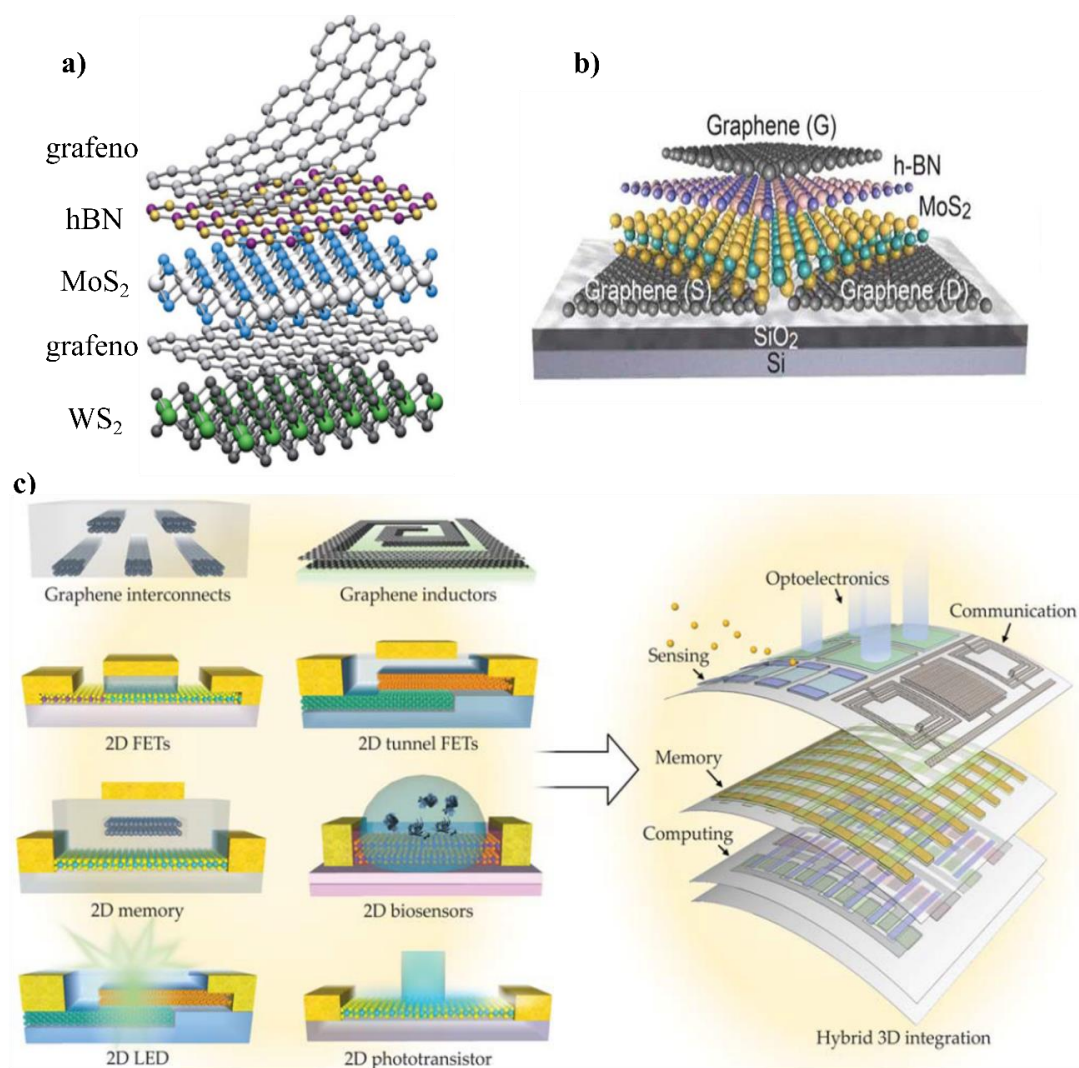 a)
grafeno
hBN
MoS₂
grafeno
WS₂
b)
Graphene (G)
h-BN
MoS₂
Graphene (S)
Graphene (D)
SiO₂
Si
c)
Graphene interconnects
Graphene inductors
2D FETs
2D tunnel FETs
2D memory
2D biosensors
2D LED
2D phototransistor
Optoelectronics
Communication
Sensing
Memory
Computing
Hybrid 3D integration